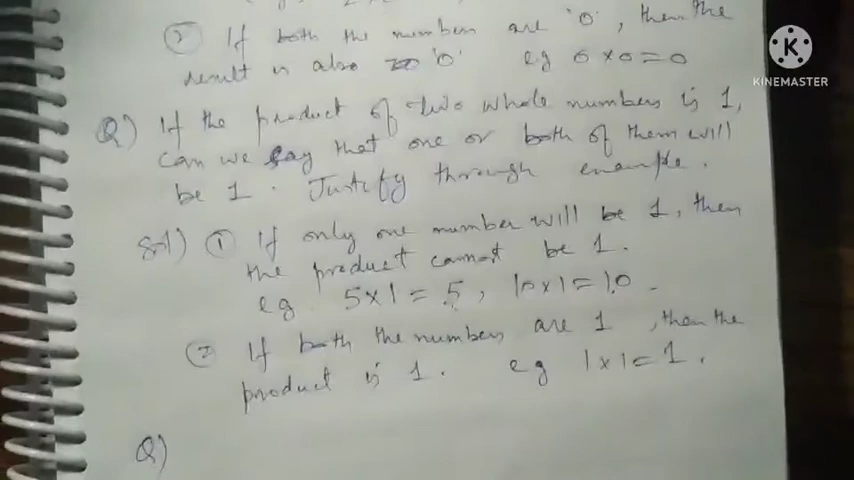 ② If both the numbers are '0', then the
result is also '0' eg 0 × 0 = 0
K
KINEMASTER
Q) If the product of two whole numbers is 1,
can we say that one or both of them will
be 1. Justify through example.
Sol) ① If only one number will be 1, then
the product cannot be 1.
eg 5×1 = 5, 10×1 = 10.
② If both the numbers are 1, then the
product is 1. eg 1×1 = 1.
Q)